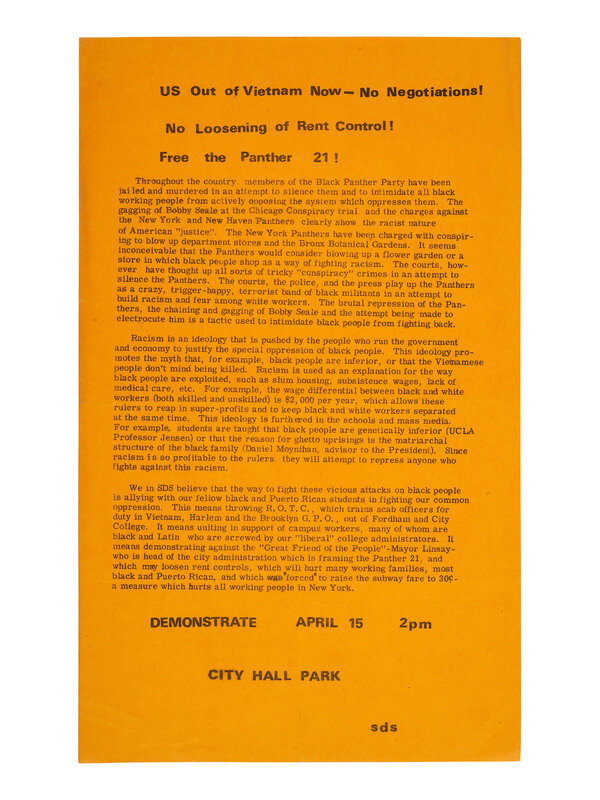 US Out of Vietnam Now — No Negotiations!
No Loosening of Rent Control!
Free the Panther 21!
Throughout the country members of the Black Panther Party have been
jailed and murdered in an attempt to silence them and to intimidate all black
working people from actively opposing the system which oppresses them. The
gagging of Bobby Seale at the Chicago Conspiracy trial and the charges against
the New York and New Haven Panthers clearly show the racist nature
of American "justice". The New York Panthers have been charged with conspir-
ing to blow up department stores and the Bronx Botanical Gardens. It seems
inconceivable that the Panthers would consider blowing up a flower garden or a
store in which black people shop as a way of fighting racism. The courts, how-
ever have thought up all sorts of tricky "conspiracy" crimes in an attempt to
silence the Panthers. The courts, the police, and the press play up the Panthers
as a crazy, trigger-happy, terrorist band of black militants in an attempt to
build racism and fear among white workers. The brutal repression of the Pan-
thers, the chaining and gagging of Bobby Seale and the attempt being made to
electrocute him is a tactic used to intimidate black people from fighting back.
Racism is an ideology that is pushed by the people who run the government
and economy to justify the special oppression of black people. This ideology pro-
motes the myth that, for example, black people are inferior, or that the Vietnamese
people don't mind being killed. Racism is used as an explanation for the way
black people are exploited, such as slum housing, subsistence wages, lack of
medical care, etc. For example, the wage differential between black and white
workers (both skilled and unskilled) is $2,000 per year, which allows these
rulers to reap in super-profits and to keep black and white workers separated
at the same time. This ideology is furthered in the schools and mass media.
For example, students are taught that black people are genetically inferior (UCLA
Professor Jensen) or that the reason for ghetto uprisings is the matriarchal
structure of the black family (Daniel Moynihan, advisor to the President). Since
racism is so profitable to the rulers, they will attempt to repress anyone who
fights against this racism.
We in SDS believe that the way to fight these vicious attacks on black people
is allying with our fellow black and Puerto Rican students in fighting our common
oppression. This means throwing R.O.T.C., which trains scab officers for
duty in Vietnam, Harlem and the Brooklyn G.P.O., out of Fordham and City
College. It means uniting in support of campus workers, many of whom are
black and Latin who are screwed by our "liberal" college administrators. It
means demonstrating against the "Great Friend of the People"-Mayor Linsay-
who is head of the city administration which is framing the Panther 21, and
which may loosen rent controls, which will hurt many working families, most
black and Puerto Rican, and which was "forced" to raise the subway fare to 30¢-
a measure which hurts all working people in New York.
DEMONSTRATE APRIL 15 2pm
CITY HALL PARK
sds